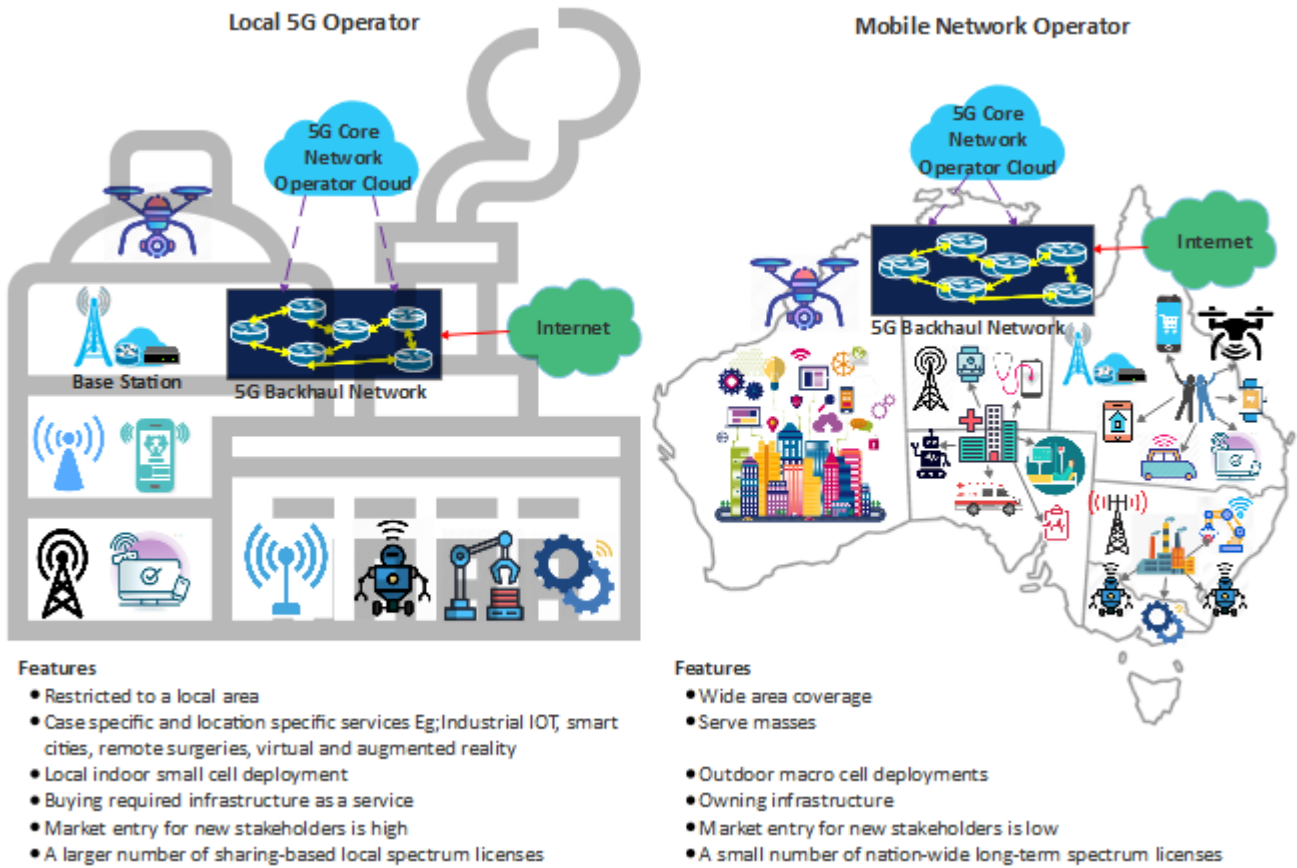 Local 5G Operator
5G Core
Network
Operator Cloud
Internet
Base Station
5G Backhaul Network
Features
• Restricted to a local area
• Case specific and location specific services Eg;Industrial IOT, smart
cities, remote surgeries, virtual and augmented reality
• Local indoor small cell deployment
• Buying required infrastructure as a service
• Market entry for new stakeholders is high
• A larger number of sharing-based local spectrum licenses
Mobile Network Operator
5G Core
Network
Operator Cloud
Internet
5G Backhaul Network
Features
• Wide area coverage
• Serve masses
• Outdoor macro cell deployments
• Owning infrastructure
• Market entry for new stakeholders is low
• A small number of nation-wide long-term spectrum licenses